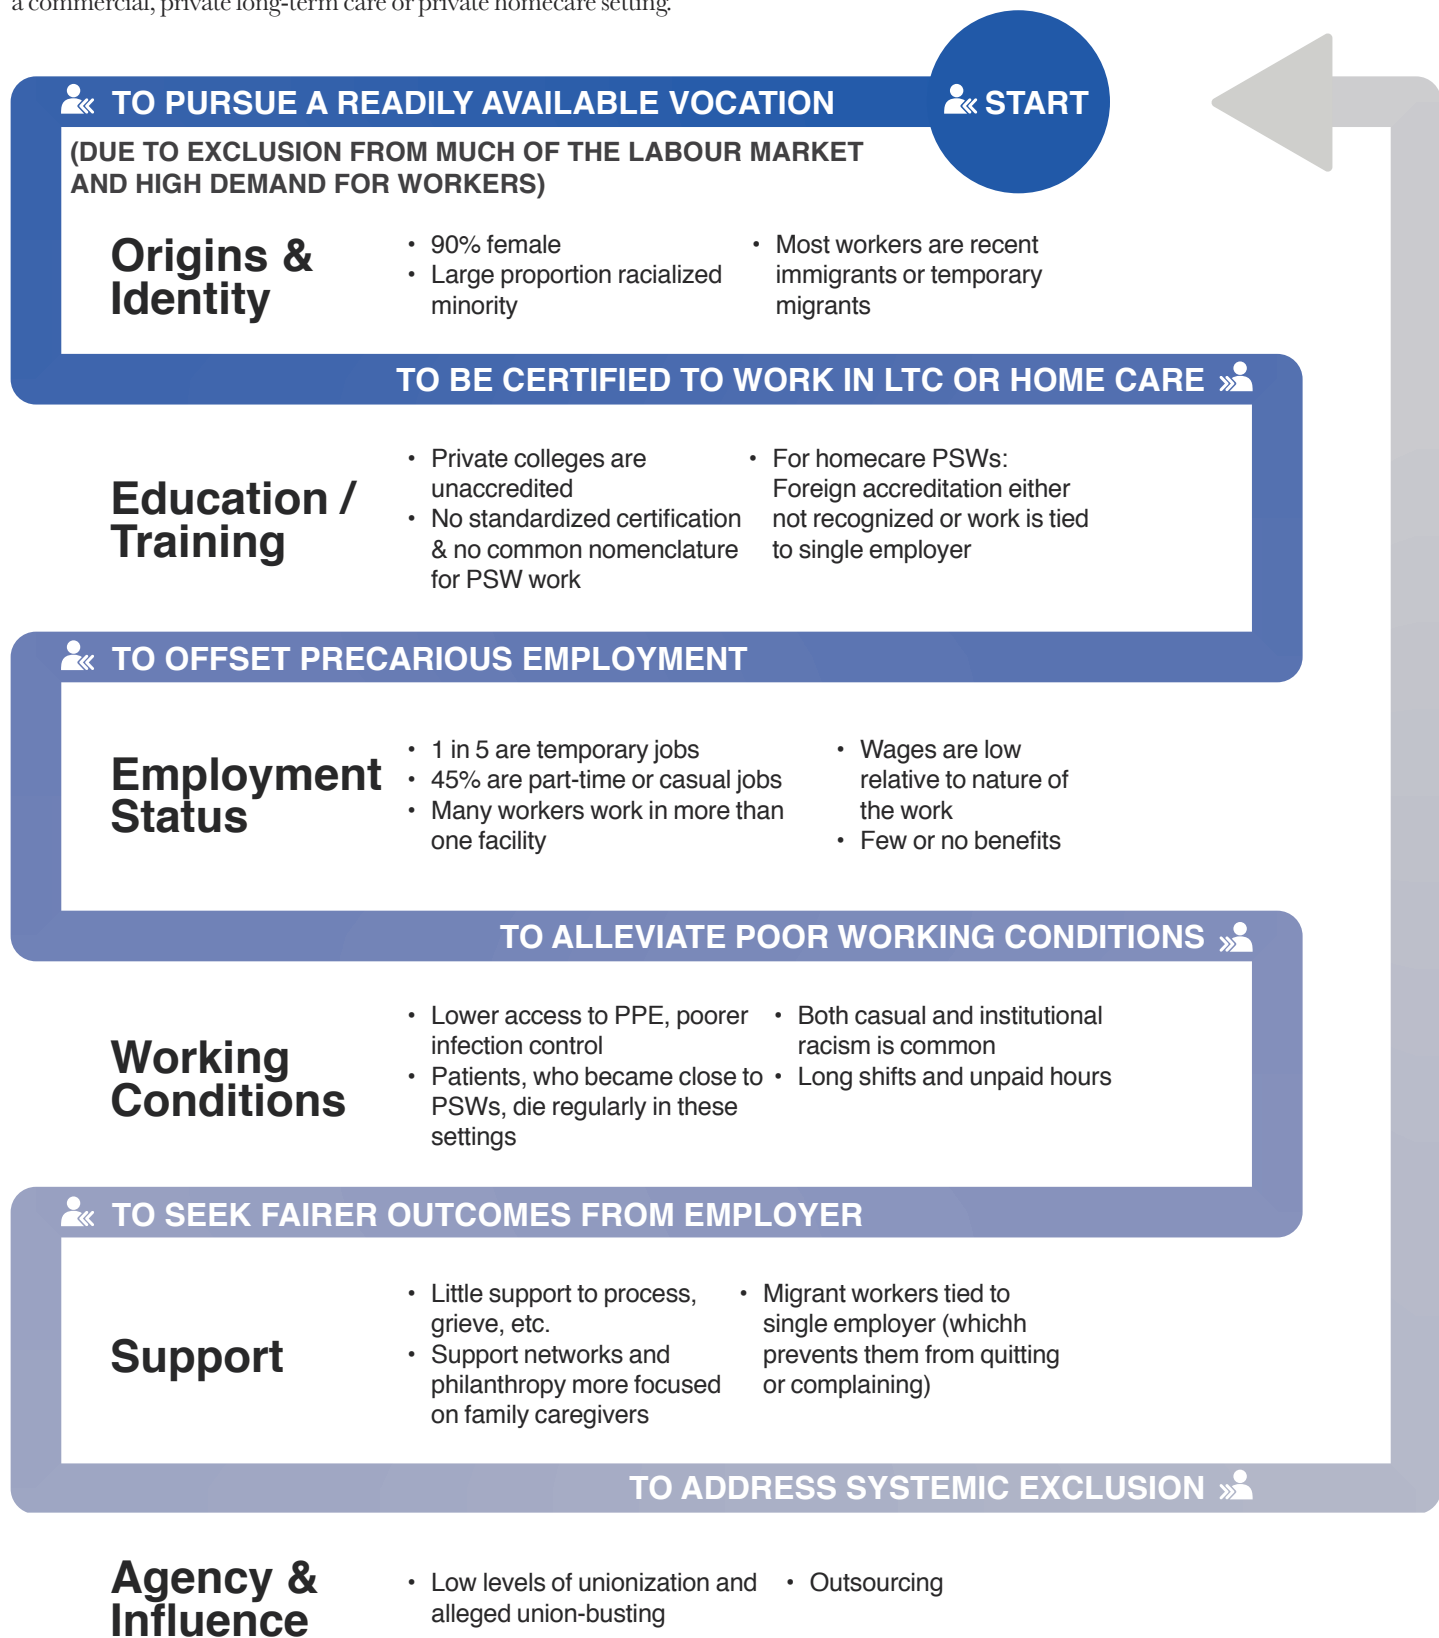 a commercial, private long-term care or private homecare setting.
START
TO PURSUE A READILY AVAILABLE VOCATION
(DUE TO EXCLUSION FROM MUCH OF THE LABOUR MARKET
AND HIGH DEMAND FOR WORKERS)
Origins &
Identity
• 90% female
• Large proportion racialized
minority
• Most workers are recent
immigrants or temporary
migrants
TO BE CERTIFIED TO WORK IN LTC OR HOME CARE
Education /
Training
• Private colleges are
unaccredited
• No standardized certification
& no common nomenclature
for PSW work
• For homecare PSWs:
Foreign accreditation either
not recognized or work is tied
to single employer
TO OFFSET PRECARIOUS EMPLOYMENT
Employment
Status
• 1 in 5 are temporary jobs
• 45% are part-time or casual jobs
• Many workers work in more than
one facility
• Wages are low
relative to nature of
the work
• Few or no benefits
TO ALLEVIATE POOR WORKING CONDITIONS
Working
Conditions
• Lower access to PPE, poorer
infection control
• Patients, who became close to
PSWs, die regularly in these
settings
• Both casual and institutional
racism is common
• Long shifts and unpaid hours
TO SEEK FAIRER OUTCOMES FROM EMPLOYER
Support
• Little support to process,
grieve, etc.
• Support networks and
philanthropy more focused
on family caregivers
• Migrant workers tied to
single employer (whichh
prevents them from quitting
or complaining)
TO ADDRESS SYSTEMIC EXCLUSION
Agency &
Influence
• Low levels of unionization and
alleged union-busting
• Outsourcing